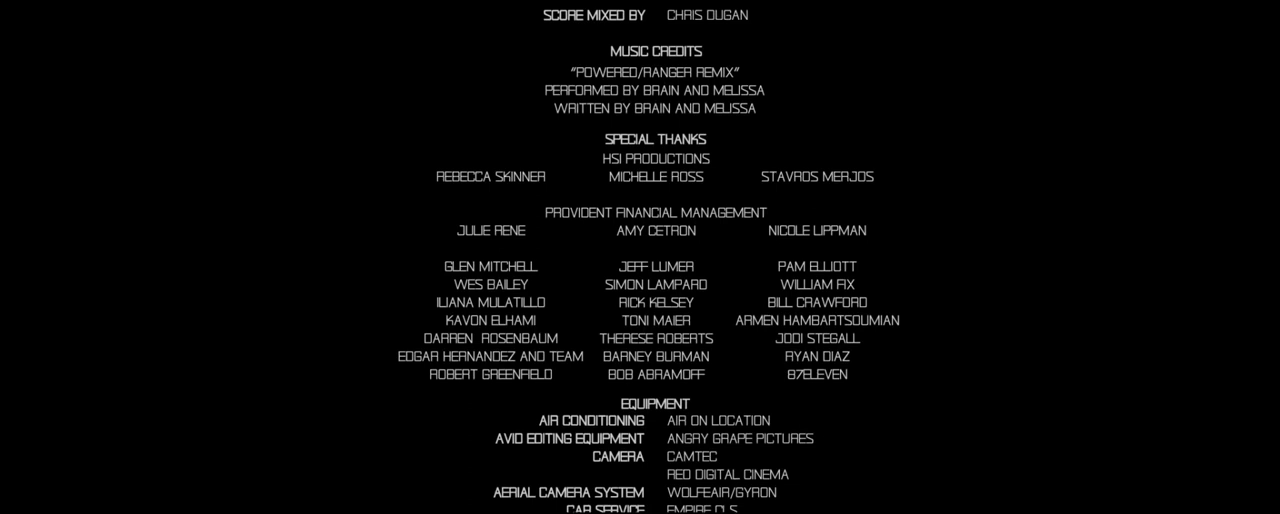 SCORE MIXED BY CHRIS DUGAN
MUSIC CREDITS
"POWERED/RANGER REMIX"
PERFORMED BY BRAIN AND MELISSA
WRITTEN BY BRAIN AND MELISSA
SPECIAL THANKS
HSI PRODUCTIONS
REBECCA SKINNER MICHELLE ROSS STAVROS MERJOS
PROVIDENT FINANCIAL MANAGEMENT
JULIE RENE AMY CETRON NICOLE LIPPMAN
GLEN MITCHELL JEFF LUMER PAM ELLIOTT
WES BAILEY SIMON LAMPARD WILLIAM FIX
ILIANA MULATILLO RICK KELSEY BILL CRAWFORD
KAVON ELHAMI TONI MAIER ARMEN HAMBARTSOUMIAN
DARREN ROSENBAUM THERESE ROBERTS JODI STEGALL
EDGAR HERNANDEZ AND TEAM BARNEY BURMAN RYAN DIAZ
ROBERT GREENFIELD BOB ABRAMOFF 87ELEVEN
EQUIPMENT
AIR CONDITIONING AIR ON LOCATION
AVID EDITING EQUIPMENT ANGRY GRAPE PICTURES
CAMERA CAMTEC
RED DIGITAL CINEMA
AERIAL CAMERA SYSTEM WOLFEAIR/GYRON
CAR SERVICE EMPIRE CLS